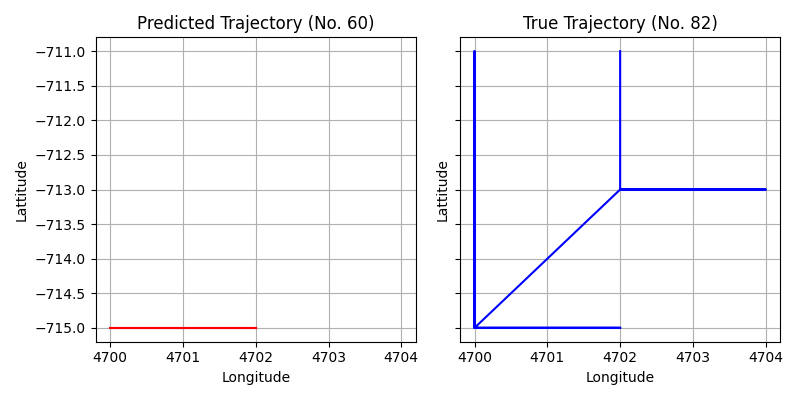 Predicted Trajectory (No. 60)
−711.0
−711.5
−712.0
−712.5
−713.0
−713.5
−714.0
−714.5
−715.0
Lattitude
4700 4701 4702 4703 4704
Longitude
True Trajectory (No. 82)
Lattitude
4700 4701 4702 4703 4704
Longitude